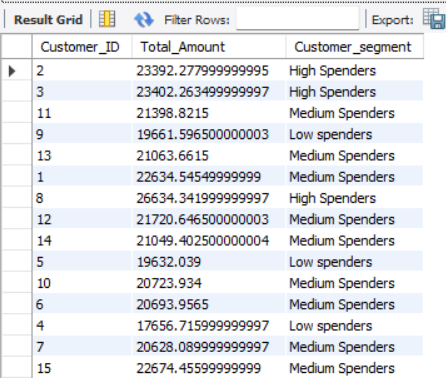 Result Grid Filter Rows: Export:
Customer_ID Total_Amount Customer_segment
2 23392.277999999995 High Spenders
3 23402.263499999997 High Spenders
11 21398.8215 Medium Spenders
9 19661.596500000003 Low spenders
13 21063.6615 Medium Spenders
1 22634.54549999999 Medium Spenders
8 26634.341999999997 High Spenders
12 21720.646500000003 Medium Spenders
14 21049.402500000004 Medium Spenders
5 19632.039 Low spenders
10 20723.934 Medium Spenders
6 20693.9565 Medium Spenders
4 17656.715999999997 Low spenders
7 20628.089999999997 Medium Spenders
15 22674.45599999999 Medium Spenders